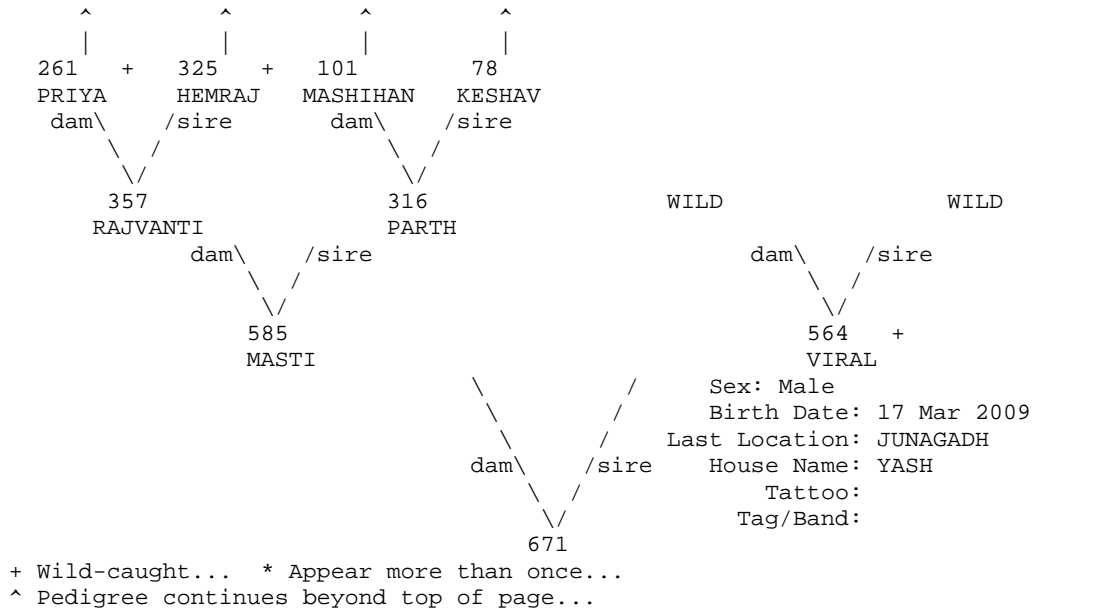 ^ ^ ^ ^
| | | |
261 + 325 + 101 78
PRIYA HEMRAJ MASHIHAN KESHAV
dam\ /sire dam\ /sire
\ / \ /
\/ \/
357 316 WILD WILD
RAJVANTI PARTH
dam\ /sire dam\ /sire
\ / \ /
\/ \/
585 564 +
MASTI VIRAL
\ / Sex: Male
\ / Birth Date: 17 Mar 2009
\ / Last Location: JUNAGADH
dam\ /sire House Name: YASH
\ / Tattoo:
\/ Tag/Band:
671
+ Wild-caught... * Appear more than once...
^ Pedigree continues beyond top of page...